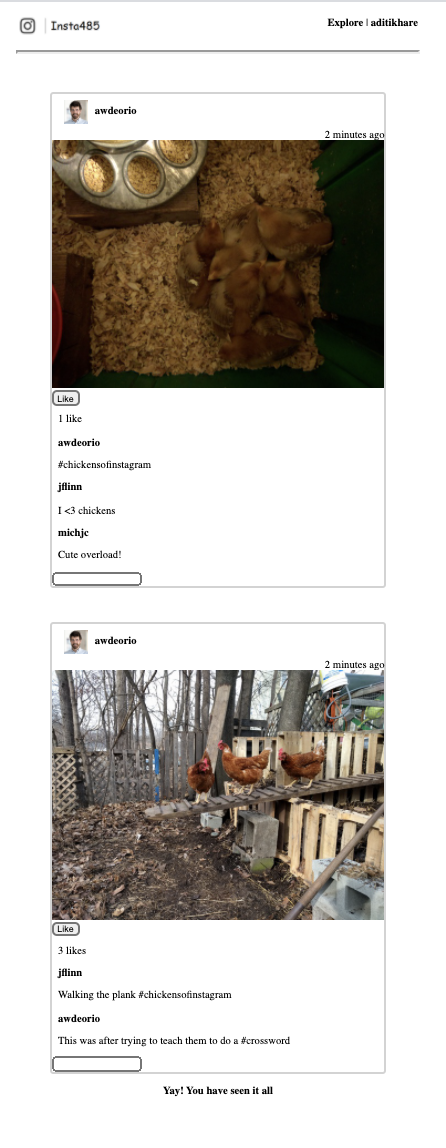 Insta485
Explore | aditikhare
awdeorio
2 minutes ago
Like
1 like
awdeorio
#chickensofinstagram
jflinn
I <3 chickens
michjc
Cute overload!
awdeorio
2 minutes ago
Like
3 likes
jflinn
Walking the plank #chickensofinstagram
awdeorio
This was after trying to teach them to do a #crossword
Yay! You have seen it all